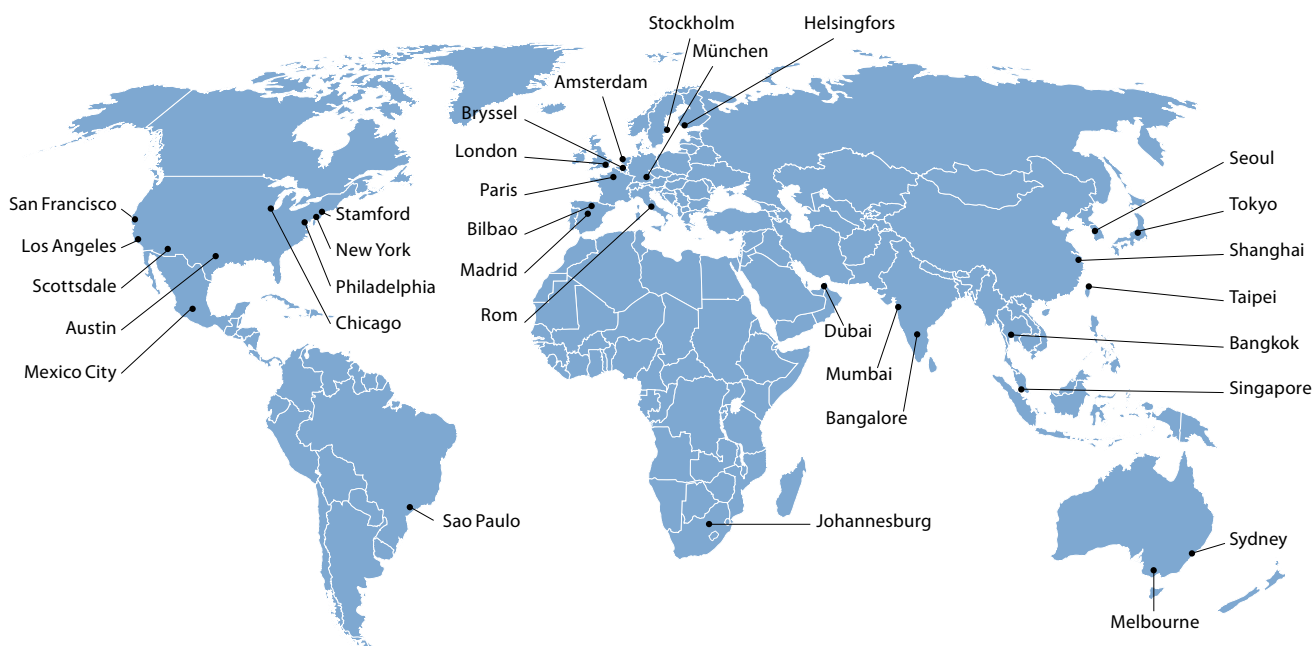 Stockholm
Helsingfors
München
Amsterdam
Bryssel
London
Paris
Bilbao
Madrid
Rom
San Francisco
Los Angeles
Scottsdale
Austin
Mexico City
Stamford
New York
Philadelphia
Chicago
Sao Paulo
Johannesburg
Dubai
Mumbai
Bangalore
Seoul
Tokyo
Shanghai
Taipei
Bangkok
Singapore
Sydney
Melbourne